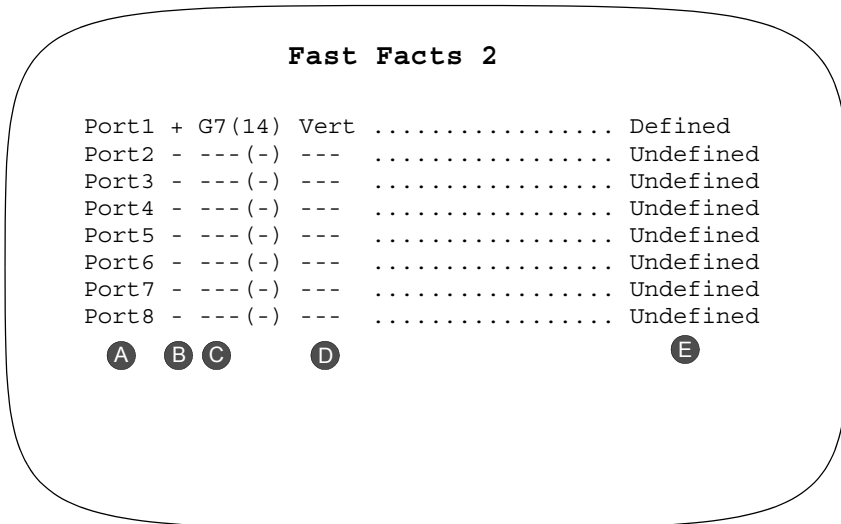 Fast Facts 2
Port1 + G7(14) Vert ................. Defined
Port2 - ---(-) --- ................. Undefined
Port3 - ---(-) --- ................. Undefined
Port4 - ---(-) --- ................. Undefined
Port5 - ---(-) --- ................. Undefined
Port6 - ---(-) --- ................. Undefined
Port7 - ---(-) --- ................. Undefined
Port8 - ---(-) --- ................. Undefined
A B C D E